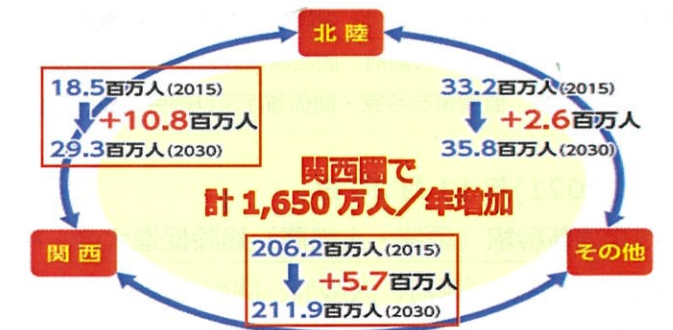 北陸
18.5百万人(2015)
+10.8百万人
29.3百万人(2030)
33.2百万人(2015)
+2.6百万人
35.8百万人(2030)
関西圏で
計1,650万人/年増加
関西
その他
206.2百万人(2015)
+5.7百万人
211.9百万人(2030)